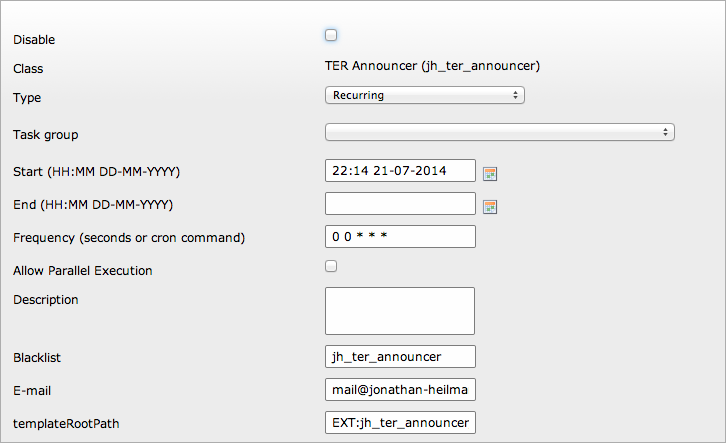 Disable
Class TER Announcer (jh_ter_announcer)
Type Recurring
Task group
Start (HH:MM DD-MM-YYYY) 22:14 21-07-2014
End (HH:MM DD-MM-YYYY)
Frequency (seconds or cron command) 0 0 * * *
Allow Parallel Execution
Description
Blacklist jh_ter_announcer
E-mail mail@jonathan-heilma
templateRootPath EXT:jh_ter_announcer